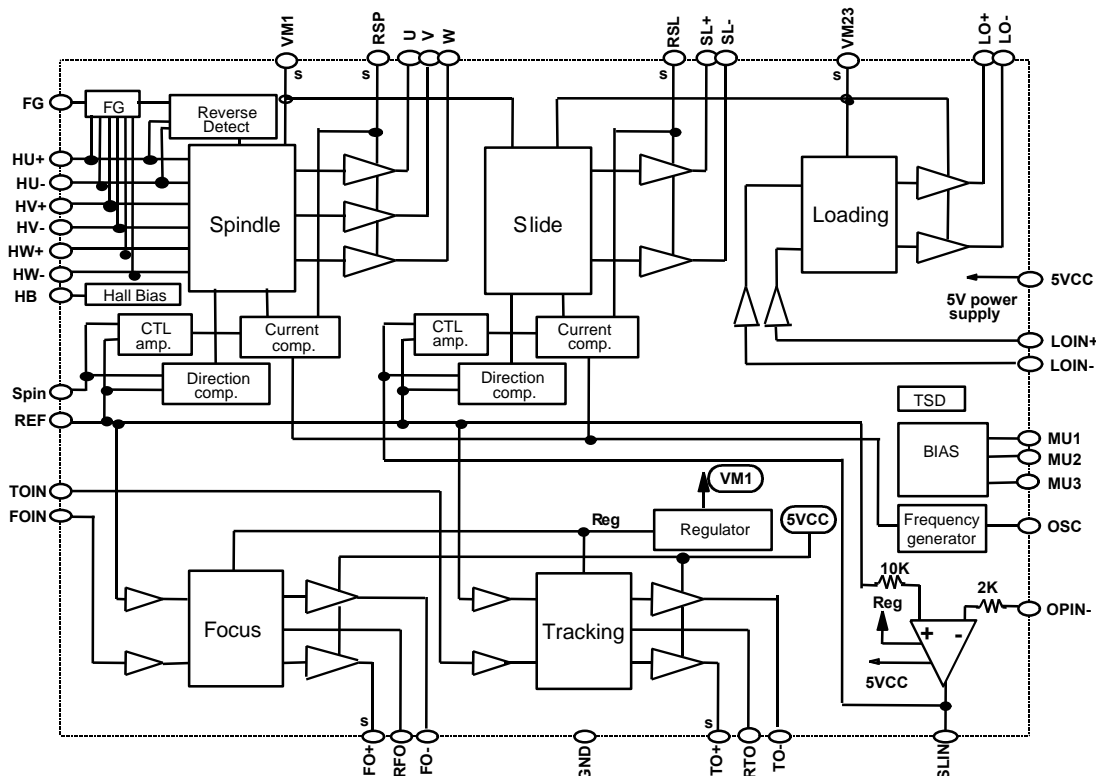 VM1
RSP
U
V
W
RSL
SL+
SL-
VM23
LO+
LO-
s
s
s
s
FG
FG
Reverse
Detect
HU+
HU-
HV+
HV-
HW+
HW-
HB
Hall Bias
Spindle
Slide
Loading
5VCC
5V power
supply
CTL
amp.
Current
comp.
CTL
amp.
Current
comp.
LOIN+
LOIN-
Direction
comp.
Direction
comp.
Spin
REF
TSD
BIAS
MU1
MU2
MU3
TOIN
FOIN
VM1
5VCC
Reg
Regulator
Frequency
generator
OSC
10K
2K
Reg
OPIN-
+
-
5VCC
Focus
Tracking
s
s
FO+
RFO
FO-
GND
TO+
RTO
TO-
SLIN